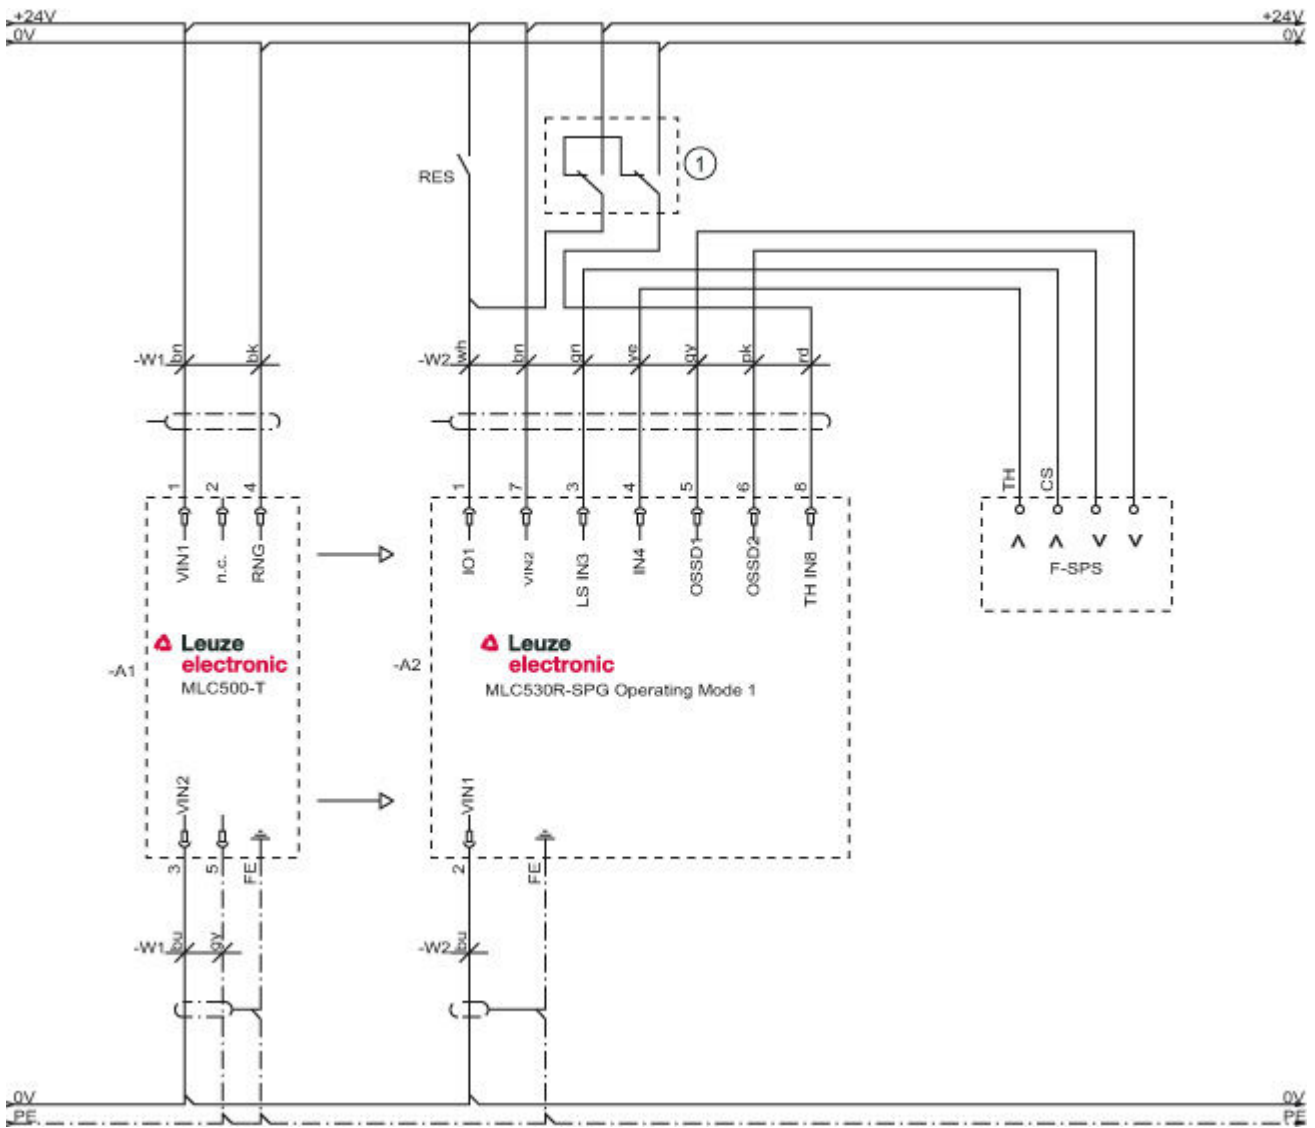 +24V
+24V
0V
0V
1
RES
-W1
bn
bk
-W2
wh
bn
gn
ye
gy
pk
rd
TH
CS
1
2
4
1
7
3
4
5
6
8
VIN1
n.c.
RNG
IO1
VIN2
LS IN3
IN4
OSSD1
OSSD2
TH IN8
F-SPS
Leuze
electronic
MLC500-T
-A1
Leuze
electronic
MLC530R-SPG Operating Mode 1
-A2
VIN2
VIN1
3
5
FE
2
FE
-W1
bu
gy
-W2
bu
0V
0V
PE
PE